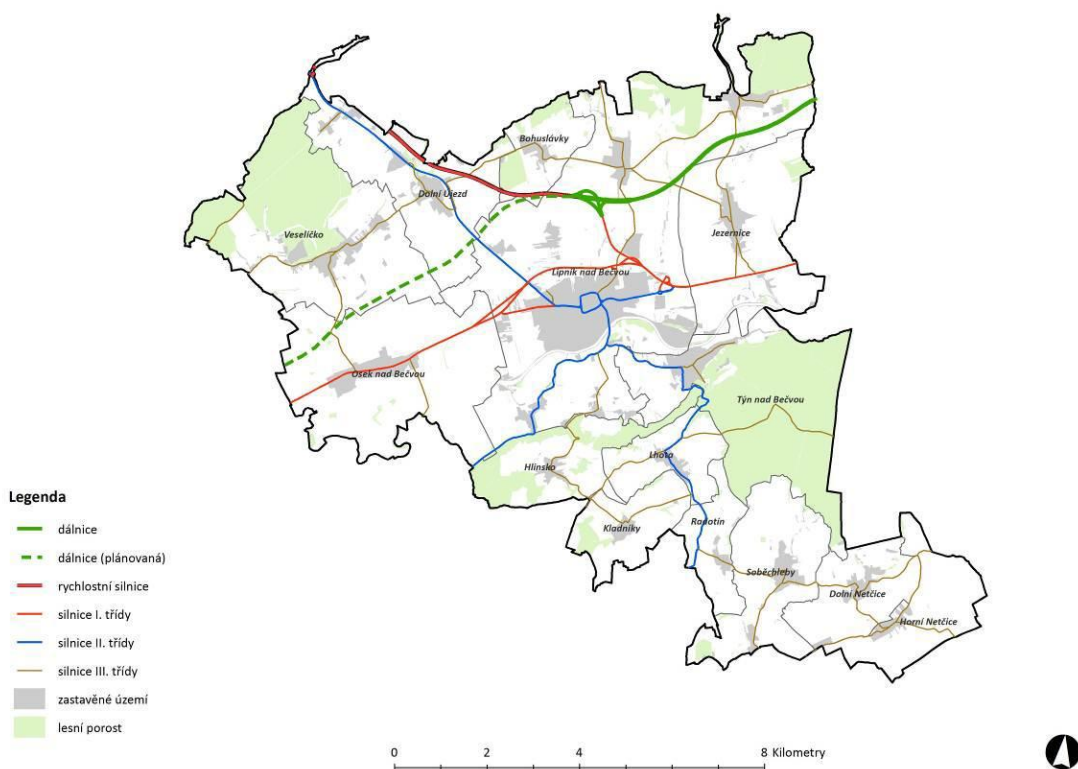 Bohuslávky
Dolní Újezd
Veselíčko
Jezernice
Lipník nad Bečvou
Osek nad Bečvou
Týn nad Bečvou
Hlinsko
Lhota
Kladníky
Radotín
Soběchleby
Dolní Netčice
Horní Netčice
Legenda
dálnice
dálnice (plánovaná)
rychlostní silnice
silnice I. třídy
silnice II. třídy
silnice III. třídy
zastavěné území
lesní porost
0 2 4 8 Kilometry